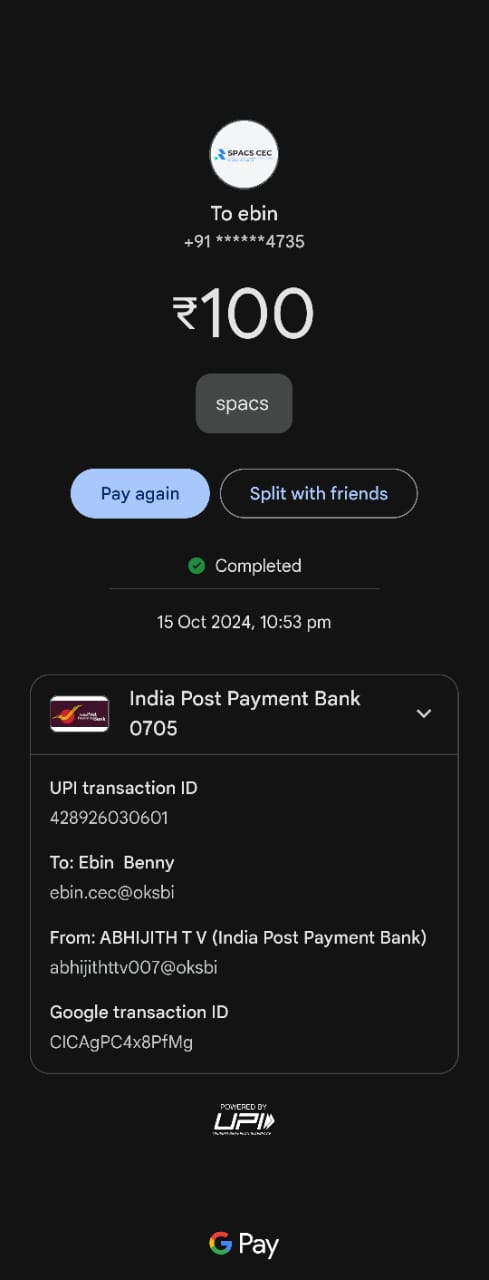 SPACS CEC
To ebin
+91 ******4735
₹100
spacs
Pay again
Split with friends
Completed
15 Oct 2024, 10:53 pm
India Post Payment Bank
0705
UPI transaction ID
428926030601
To: Ebin  Benny
ebin.cec@oksbi
From: ABHIJITH T V (India Post Payment Bank)
abhijithttv007@oksbi
Google transaction ID
CICAgPC4x8PfMg
POWERED BY
UPI
G Pay